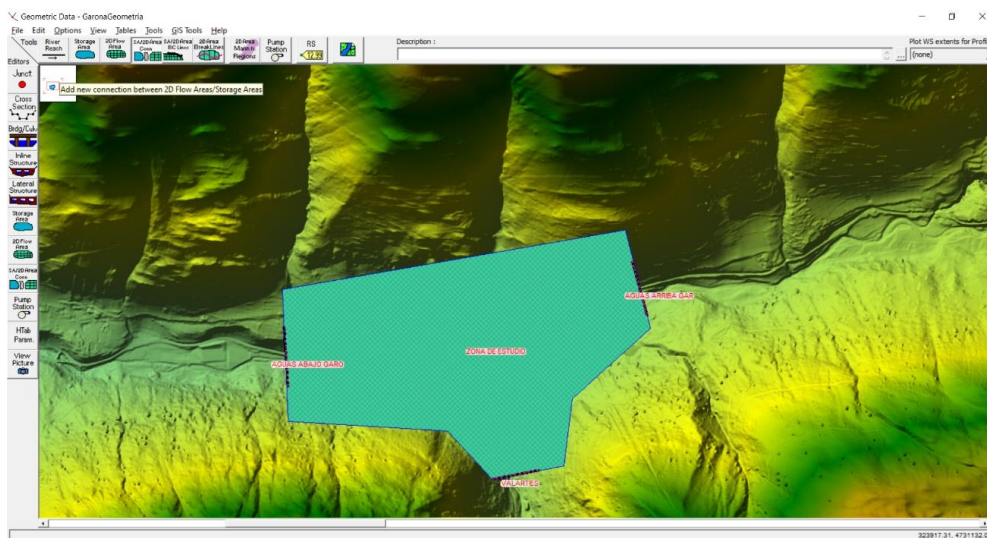 Geometric Data - GaronaGeometria
File Edit Options View Tables Tools GIS Tools Help
Tools River Reach Storage Area 2D Flow Area SA/2D Area Conn SA/2D Area BC Lines 2D Area BreakLines 2D Area Mann n Regions Pump Station RS
12.99
Description :
...
Plot WS extents for Profi
(none)
Editors
Junct.
Cross Section
Brdg/Culv
Inline Structure
Lateral Structure
Storage Area
2D Flow Area
SA/2D Area Conn
Pump Station
HTab Param.
View Picture
Add new connection between 2D Flow Areas/Storage Areas
AGUAS ARRIBA GAR
ZONA DE ESTUDIO
AGUAS ABAJO GARO
VALARTES
323917.31, 4731132.0